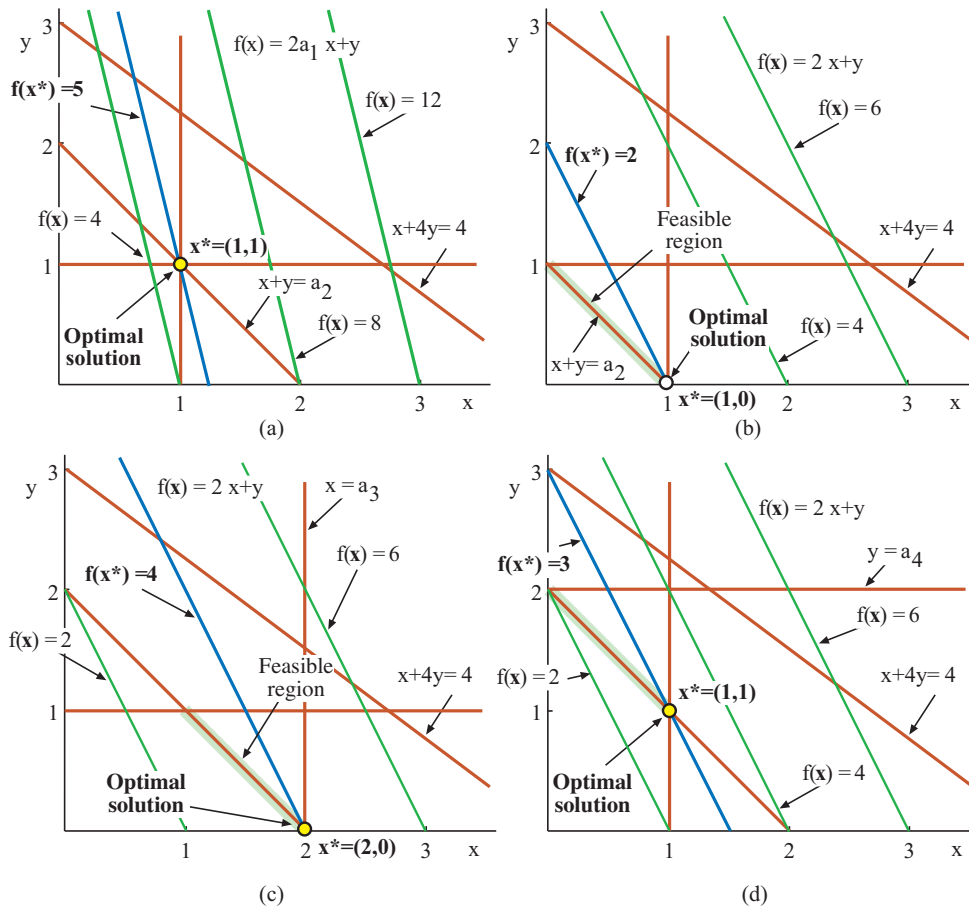 3
y
f(x) = 2a1 x+y
f(x*) =5
f(x) = 12
2
f(x) = 4
x*=(1,1)
x+4y= 4
1
x+y= a2
Optimal
solution
f(x) = 8
1
2
3
x
(a)
3
y
f(x) = 2 x+y
f(x) = 6
2
f(x*) =2
Feasible
region
x+4y= 4
1
Optimal
solution
x+y= a2
f(x) = 4
1
2
3
x
x*=(1,0)
(b)
3
y
f(x) = 2 x+y
x = a3
f(x*) =4
f(x) = 6
2
f(x) = 2
Feasible
region
x+4y= 4
1
Optimal
solution
1
2
3
x
x*=(2,0)
(c)
3
y
f(x) = 2 x+y
f(x*) =3
y = a4
2
f(x) = 6
f(x) = 2
x+4y= 4
x*=(1,1)
1
Optimal
solution
f(x) = 4
1
2
3
x
(d)